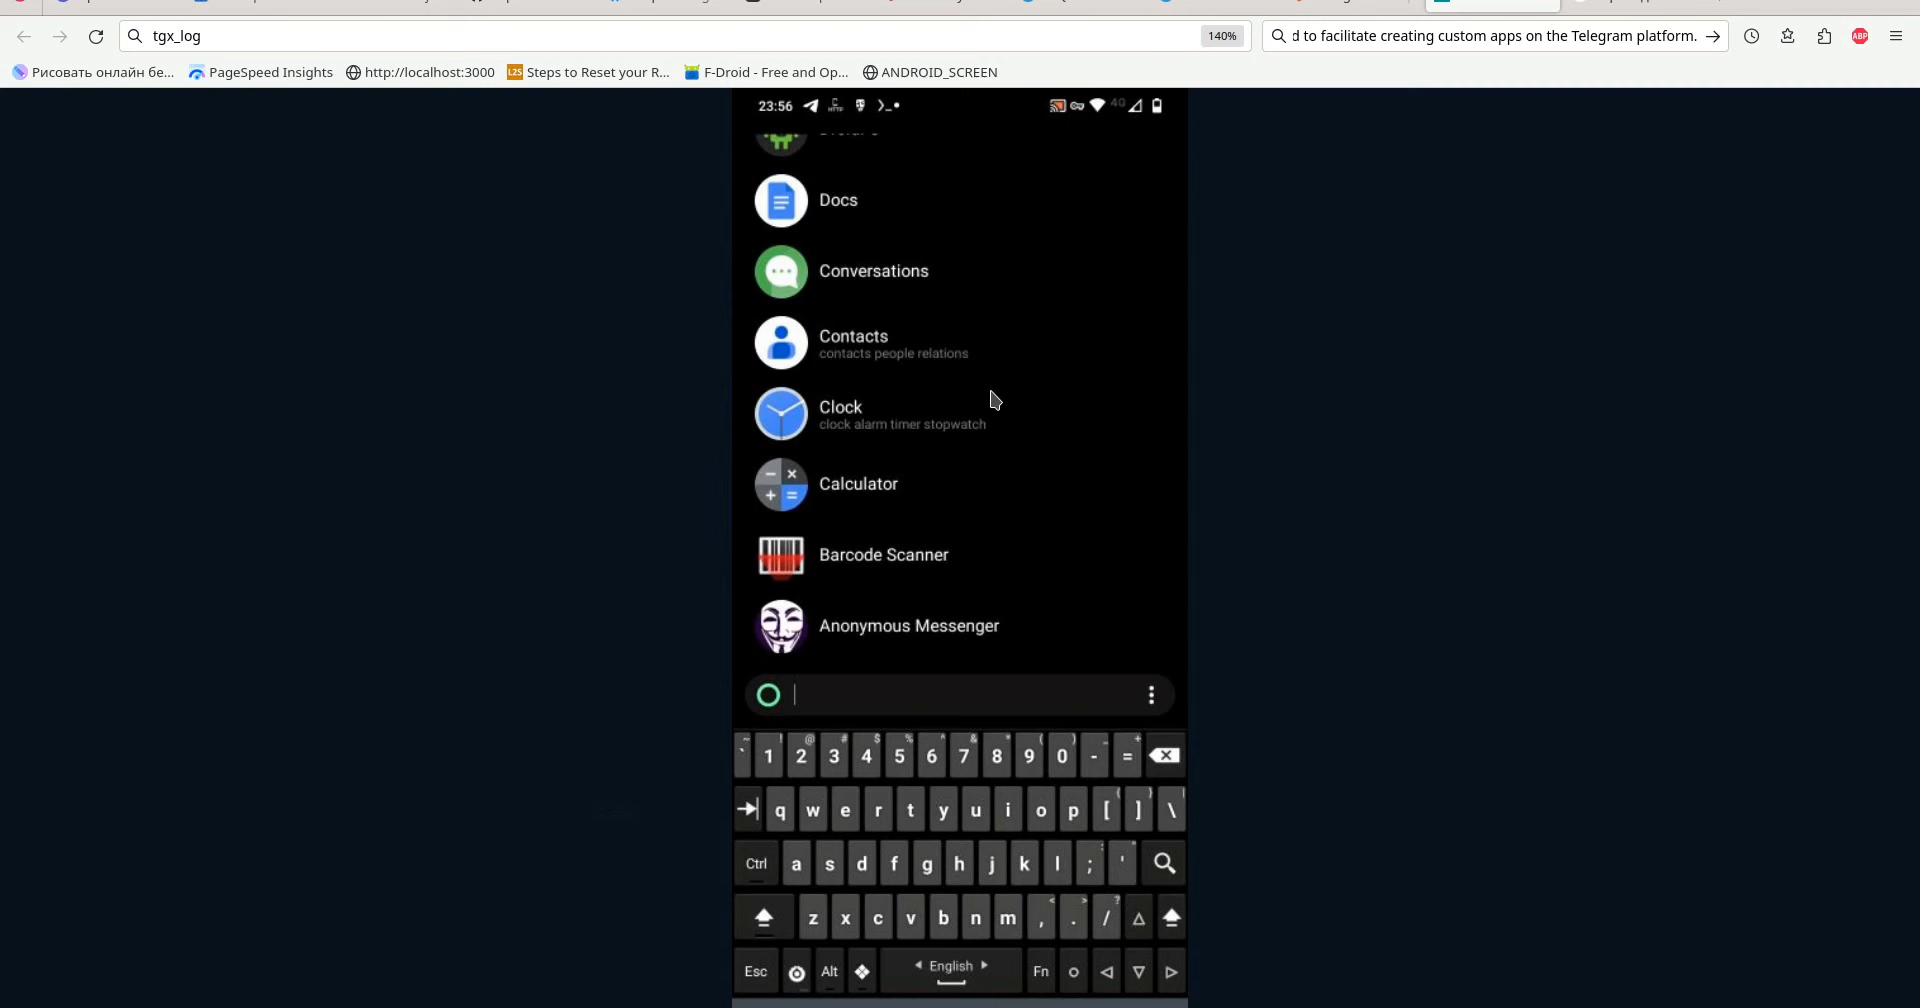 tgx_log
140%
d to facilitate creating custom apps on the Telegram platform.
ABP
Рисовать онлайн бе...
PageSpeed Insights
http://localhost:3000
L2S
Steps to Reset your R...
F-Droid - Free and Op...
ANDROID_SCREEN
23:56
4G
Docs
Conversations
Contacts
contacts people relations
Clock
clock alarm timer stopwatch
Calculator
Barcode Scanner
Anonymous Messenger
` 1 2 3 4 5 6 7 8 9 0 - =
q w e r t y u i o p [ ] \
Ctrl a s d f g h j k l ; '
z x c v b n m , . /
Esc Alt English Fn